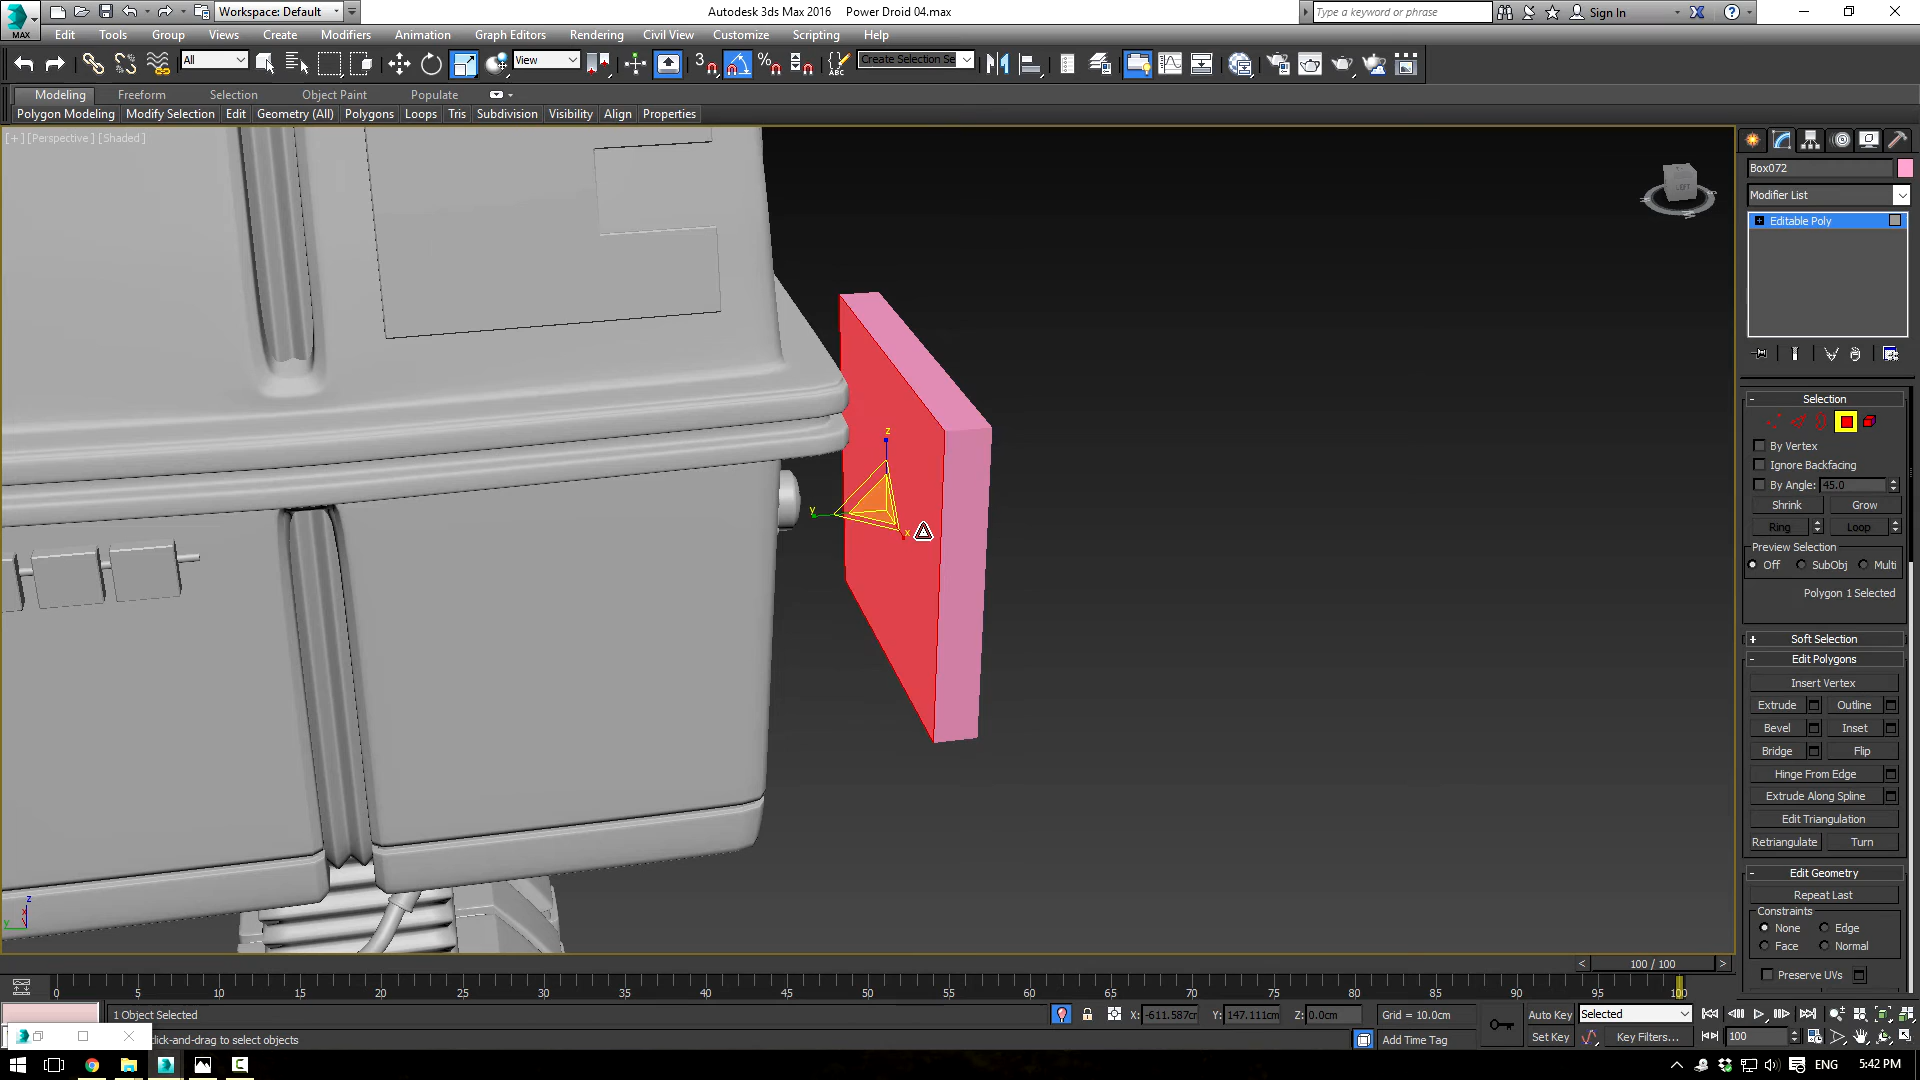 Workspace: Default
Autodesk 3ds Max 2016 Power Droid 04.max
Type a keyword or phrase
Sign In
MAX
Edit Tools Group Views Create Modifiers Animation Graph Editors Rendering Civil View Customize Scripting Help
All
View
3
Create Selection Se
Modeling Freeform Selection Object Paint Populate
Polygon Modeling Modify Selection Edit Geometry (All) Polygons Loops Tris Subdivision Visibility Align Properties
[+] [Perspective] [Shaded]
LEFT
Box072
Modifier List
Editable Poly
Selection
By Vertex
Ignore Backfacing
By Angle: 45.0
Shrink Grow
Ring Loop
Preview Selection
Off SubObj Multi
Polygon 1 Selected
Soft Selection
Edit Polygons
Insert Vertex
Extrude Outline
Bevel Inset
Bridge Flip
Hinge From Edge
Extrude Along Spline
Edit Triangulation
Retriangulate Turn
Edit Geometry
Repeat Last
Constraints
None Edge
Face Normal
Preserve UVs
z
y
x
z
x
y
< 100 / 100 >
0 5 10 15 20 25 30 35 40 45 50 55 60 65 70 75 80 85 90 95 100
1 Object Selected
X: -611.587cm Y: 147.111cm Z: 0.0cm Grid = 10.0cm
Auto Key Selected
click-and-drag to select objects
Add Time Tag
Set Key Key Filters... 100
ENG 5:42 PM